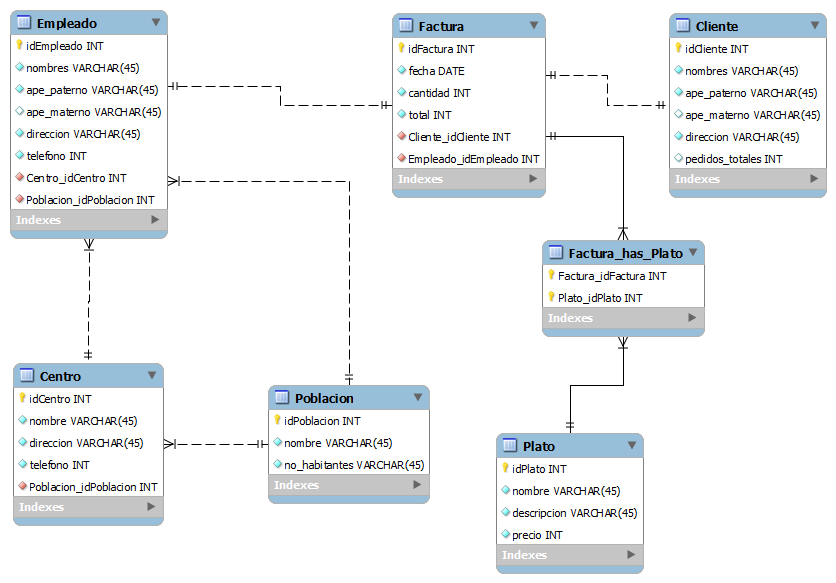 Empleado
idEmpleado INT
nombres VARCHAR(45)
ape_paterno VARCHAR(45)
ape_materno VARCHAR(45)
direccion VARCHAR(45)
telefono INT
Centro_idCentro INT
Poblacion_idPoblacion INT
Indexes
Factura
idFactura INT
fecha DATE
cantidad INT
total INT
Cliente_idCliente INT
Empleado_idEmpleado INT
Indexes
Cliente
idCliente INT
nombres VARCHAR(45)
ape_paterno VARCHAR(45)
ape_materno VARCHAR(45)
direccion VARCHAR(45)
pedidos_totales INT
Indexes
Factura_has_Plato
Factura_idFactura INT
Plato_idPlato INT
Indexes
Centro
idCentro INT
nombre VARCHAR(45)
direccion VARCHAR(45)
telefono INT
Poblacion_idPoblacion INT
Indexes
Poblacion
idPoblacion INT
nombre VARCHAR(45)
no_habitantes VARCHAR(45)
Indexes
Plato
idPlato INT
nombre VARCHAR(45)
descripcion VARCHAR(45)
precio INT
Indexes